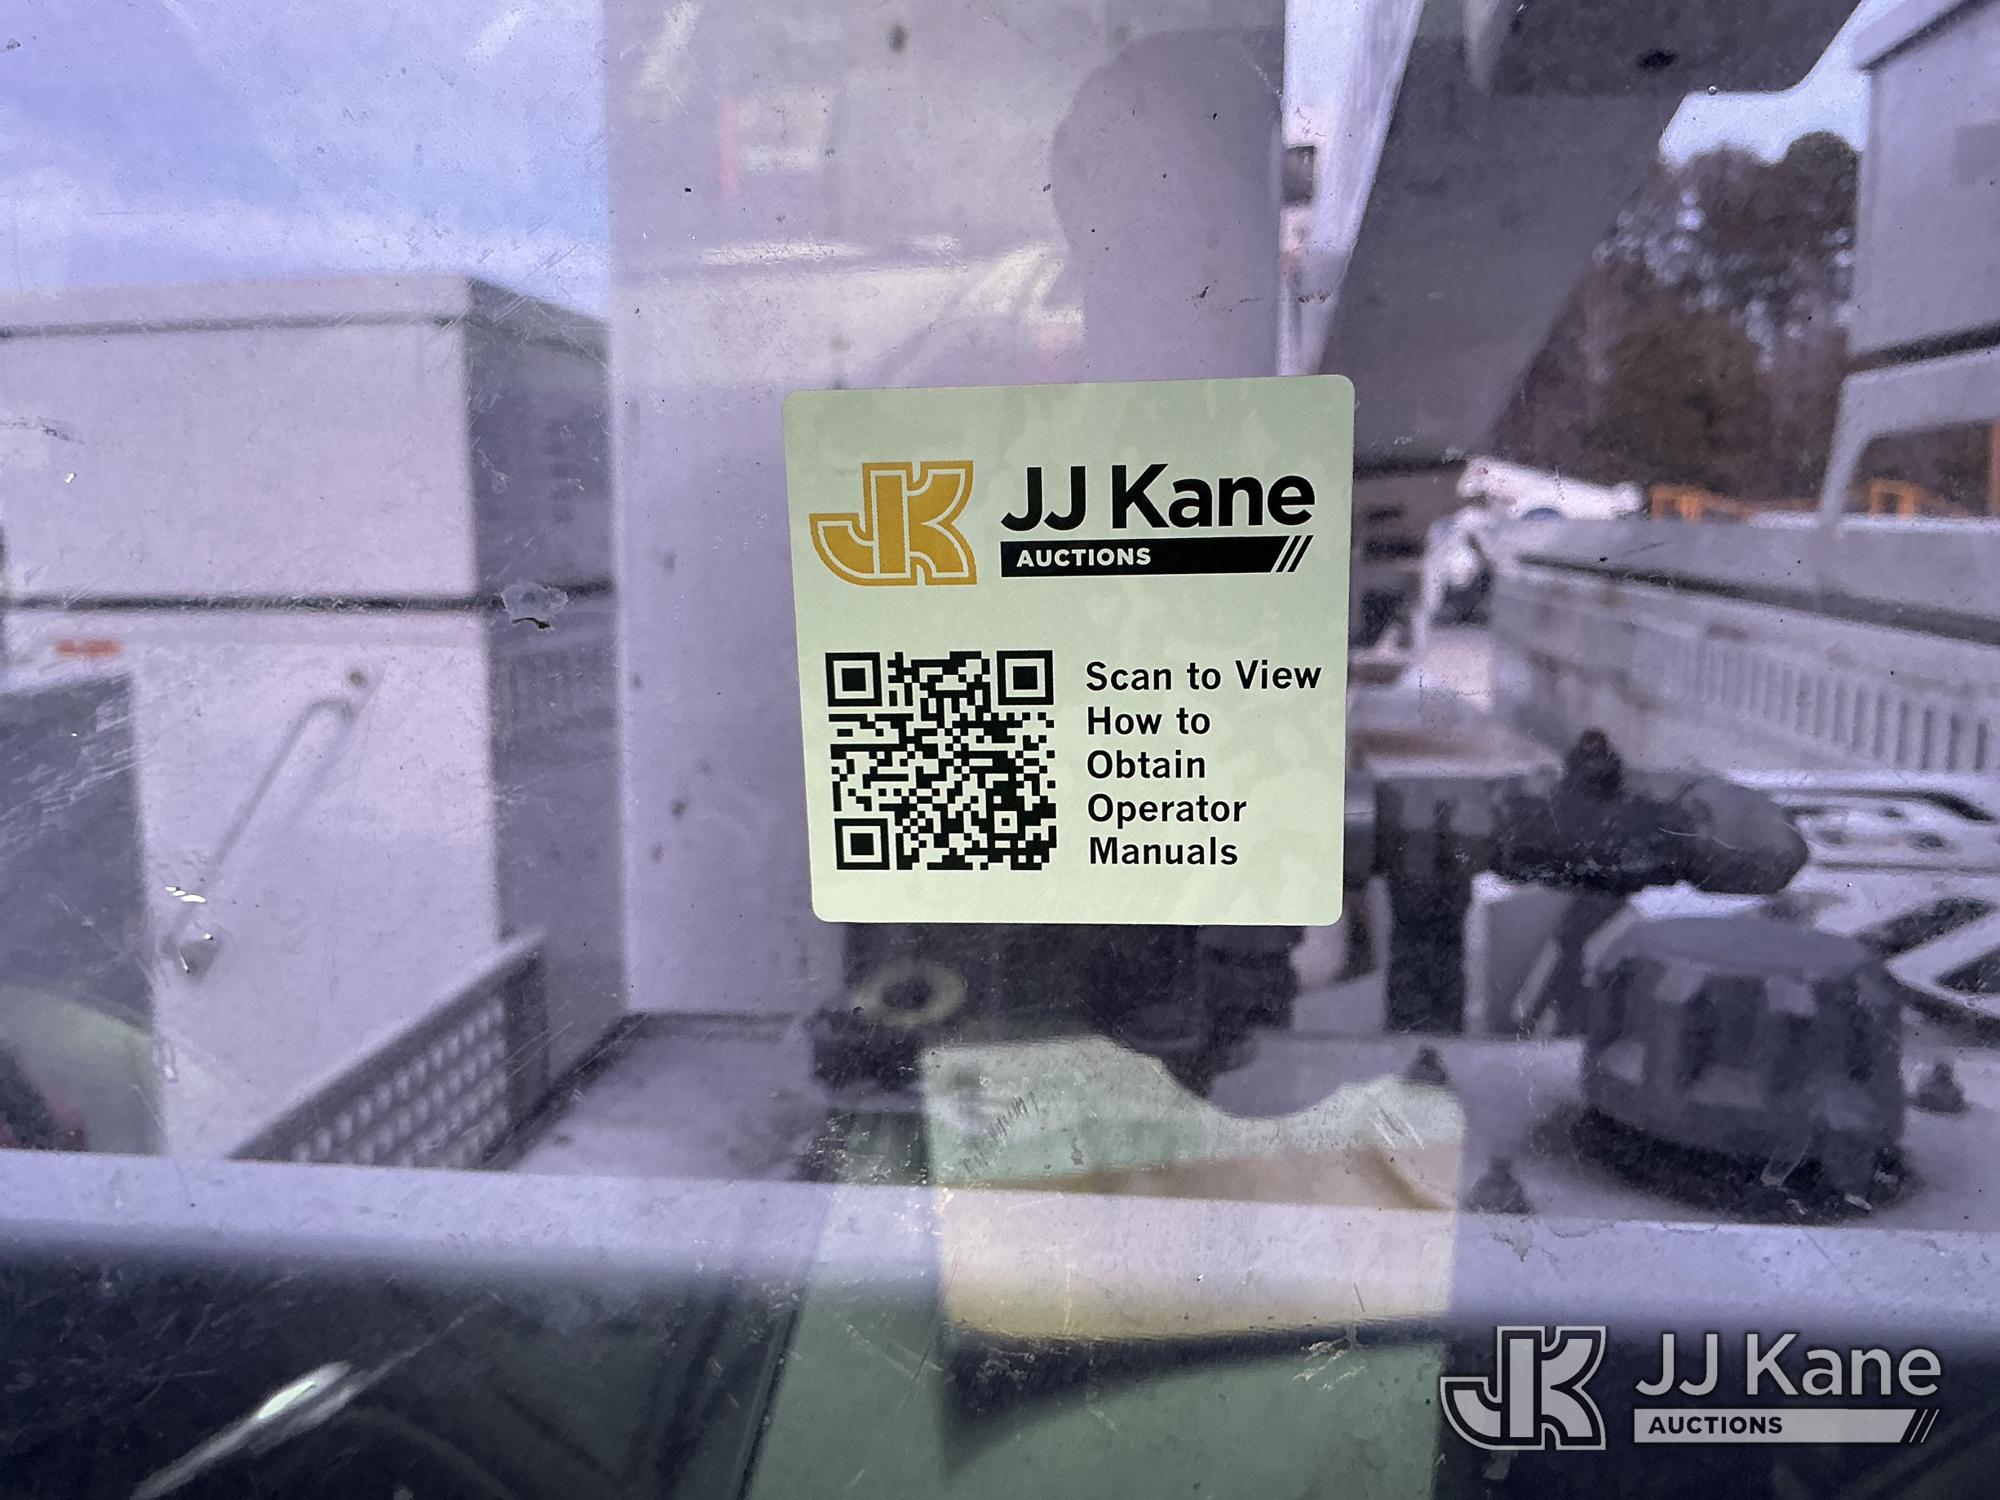 JK
JJ Kane
AUCTIONS
Scan to View
How to
Obtain
Operator
Manuals
JK
JJ Kane
AUCTIONS